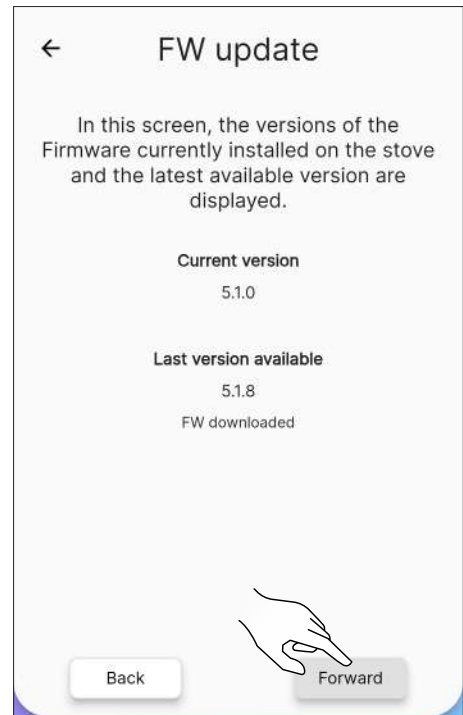 ← FW update
In this screen, the versions of the
Firmware currently installed on the stove
and the latest available version are
displayed.
Current version
5.1.0
Last version available
5.1.8
FW downloaded
Back Forward